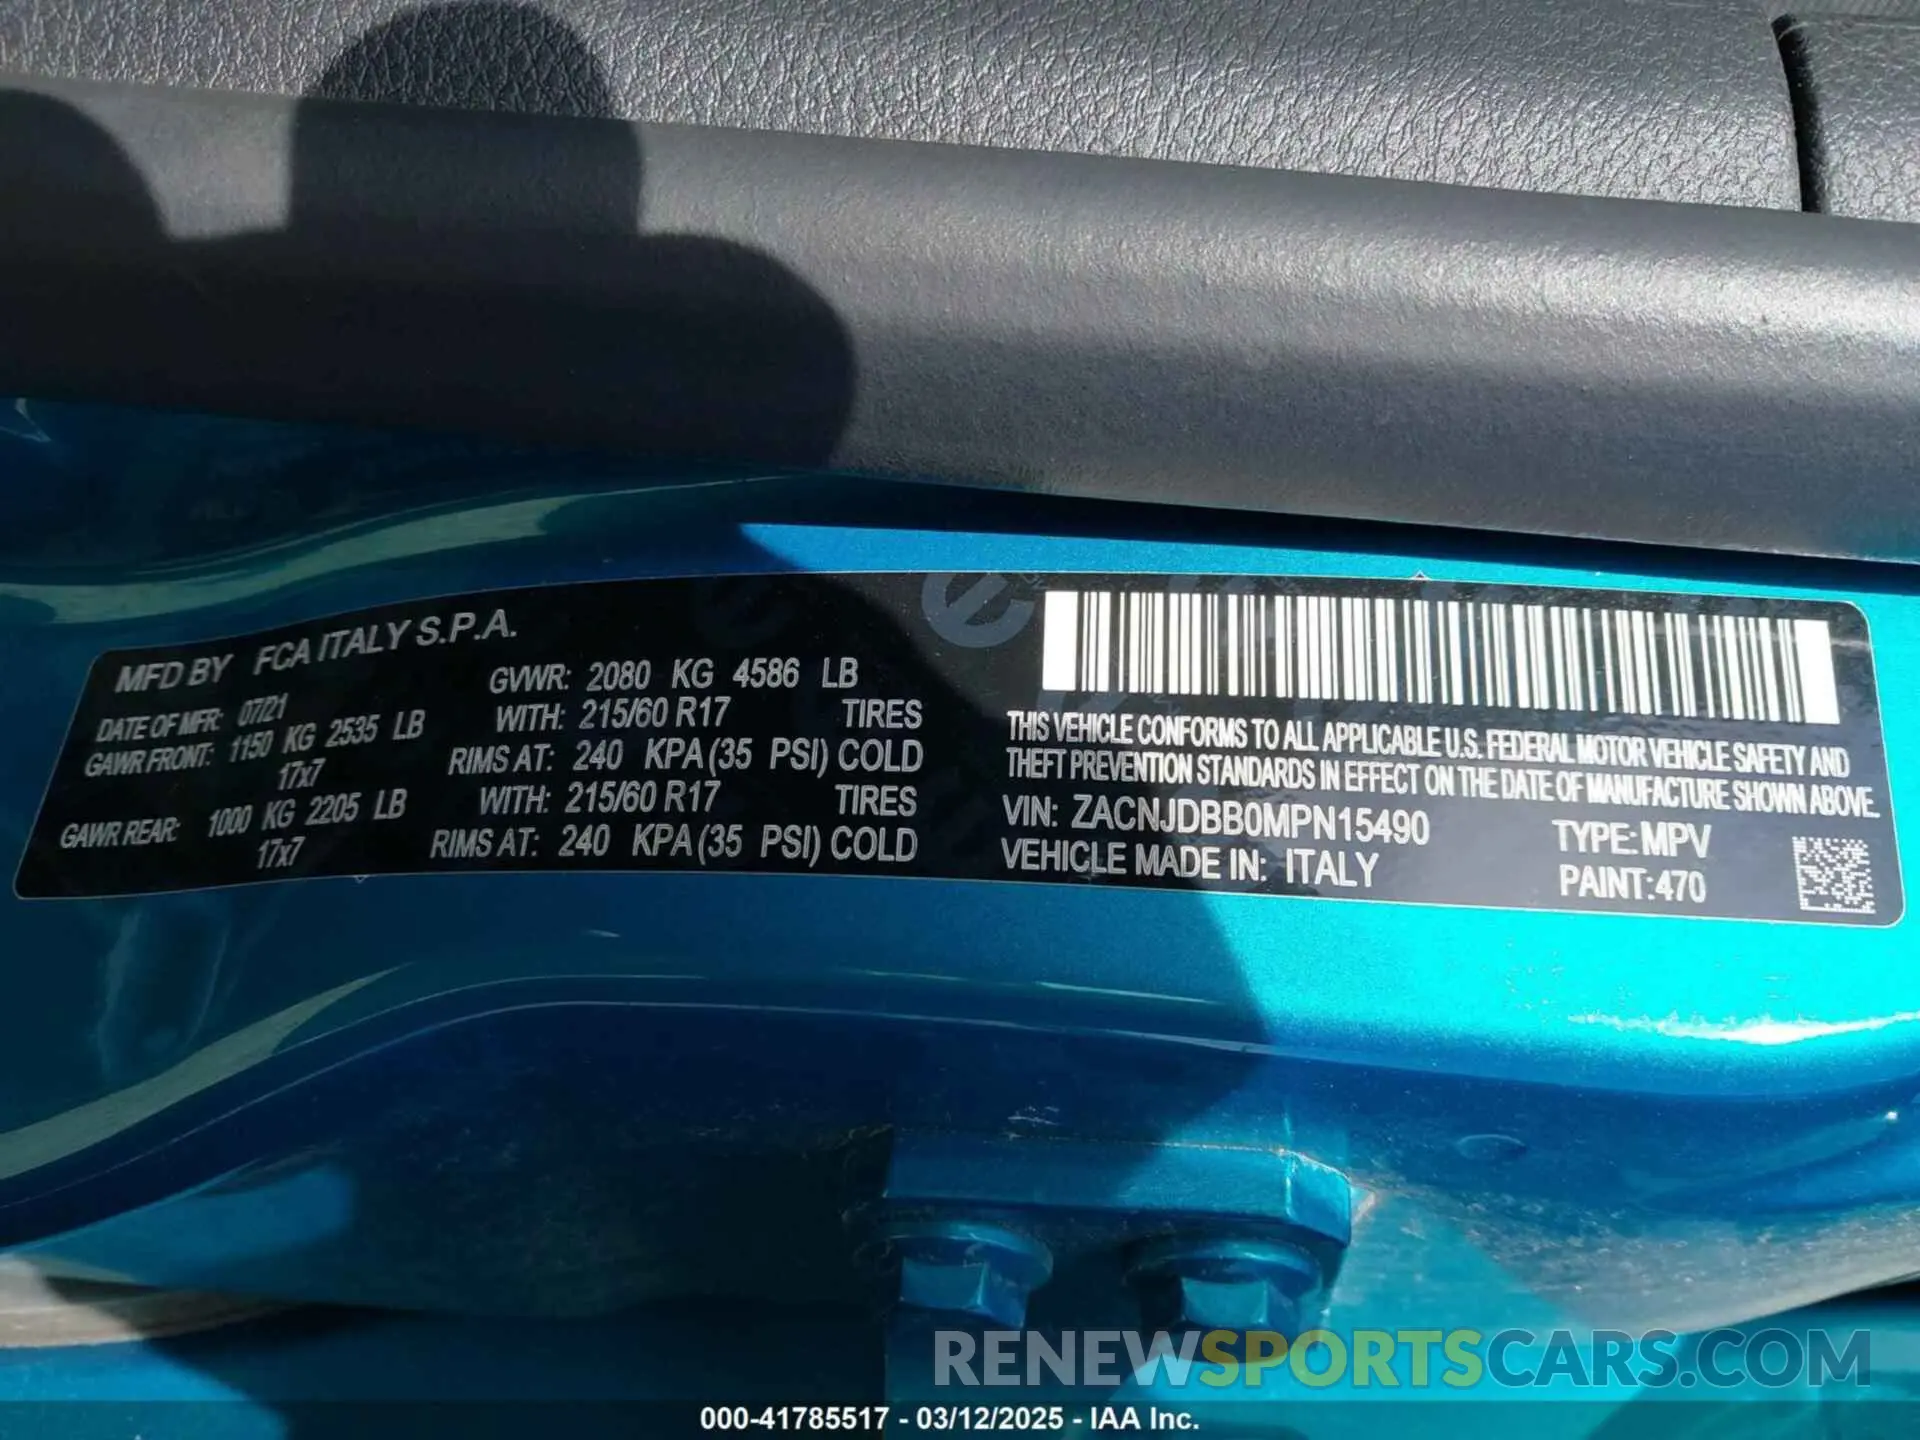 MFD BY FCA ITALY S.P.A.
DATE OF MFR: 07/21 GVWR: 2080 KG 4586 LB
GAWR FRONT: 1150 KG 2535 LB WITH: 215/60 R17 TIRES
17x7 RIMS AT: 240 KPA (35 PSI) COLD
GAWR REAR: 1000 KG 2205 LB WITH: 215/60 R17 TIRES
17x7 RIMS AT: 240 KPA (35 PSI) COLD
THIS VEHICLE CONFORMS TO ALL APPLICABLE U.S. FEDERAL MOTOR VEHICLE SAFETY AND
THEFT PREVENTION STANDARDS IN EFFECT ON THE DATE OF MANUFACTURE SHOWN ABOVE.
VIN: ZACNJDBB0MPN15490 TYPE: MPV
VEHICLE MADE IN: ITALY PAINT: 470
RENEWSPORTSCARS.COM
000-41785517 - 03/12/2025 - IAA Inc.